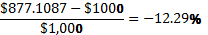 $877.1087 − $1000
$1,000
= −12.29%